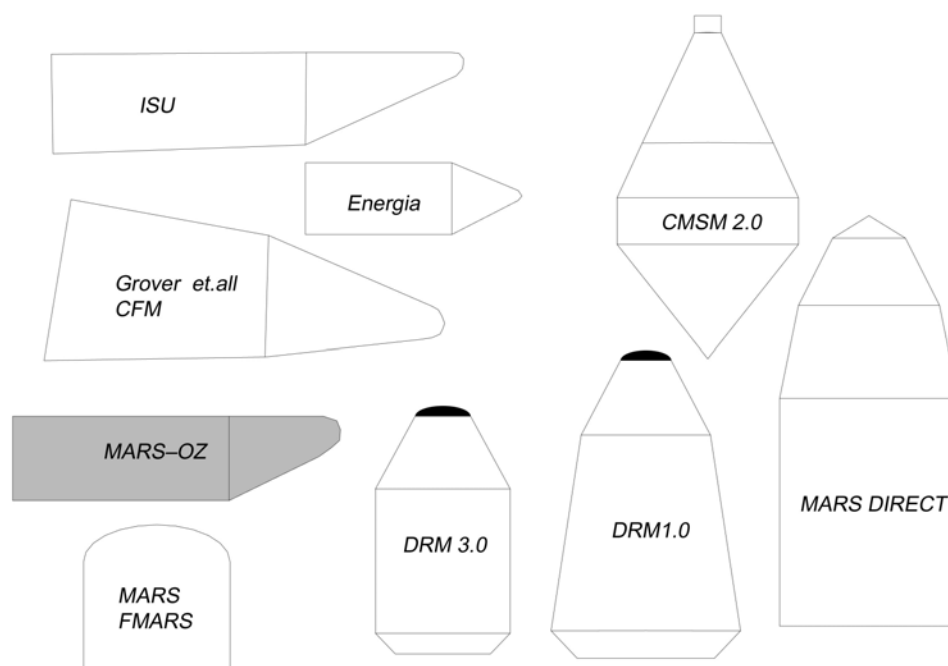 ISU
Energia
CMSM 2.0
Grover et.all
CFM
MARS–OZ
MARS DIRECT
DRM 3.0
DRM1.0
MARS
FMARS